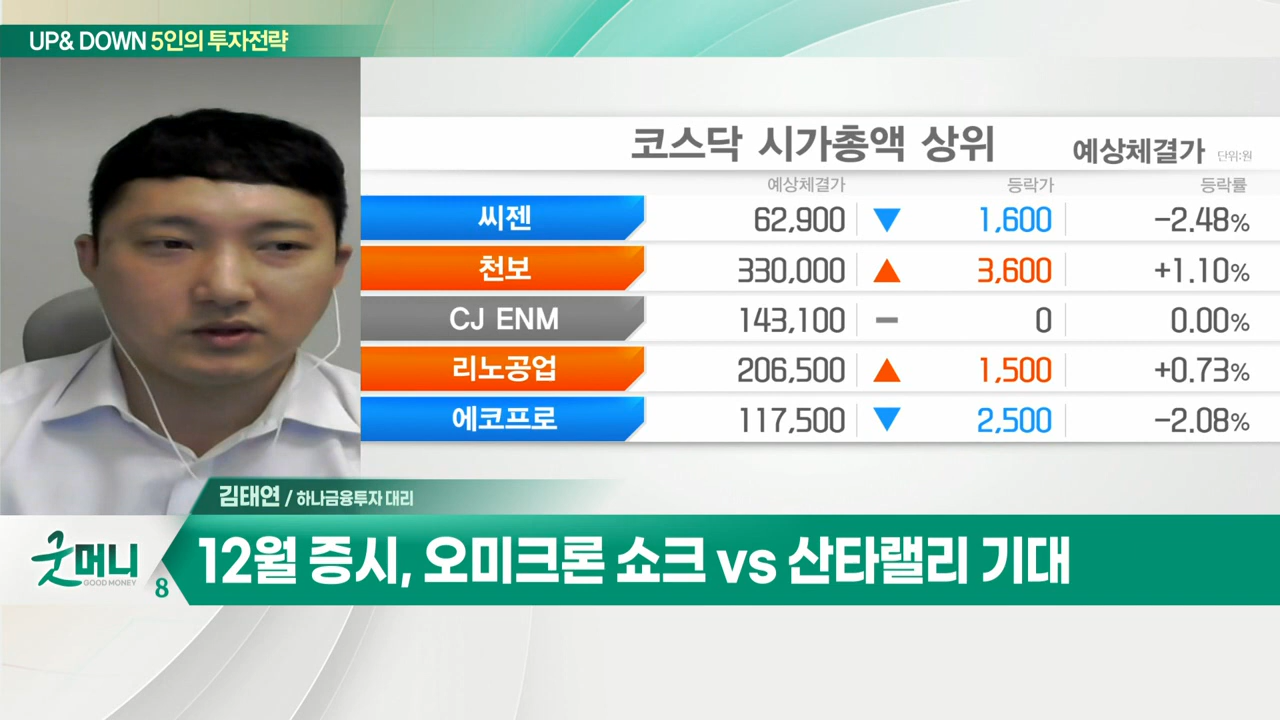 UP& DOWN 5인의 투자전략
코스닥 시가총액 상위 예상체결가 단위:원
예상체결가 등락가 등락률
씨젠 62,900 ▼ 1,600 -2.48%
천보 330,000 ▲ 3,600 +1.10%
CJ ENM 143,100 - 0 0.00%
리노공업 206,500 ▲ 1,500 +0.73%
에코프로 117,500 ▼ 2,500 -2.08%
김태연 / 하나금융투자 대리
굿머니
GOOD MONEY
8
12월 증시, 오미크론 쇼크 vs 산타랠리 기대